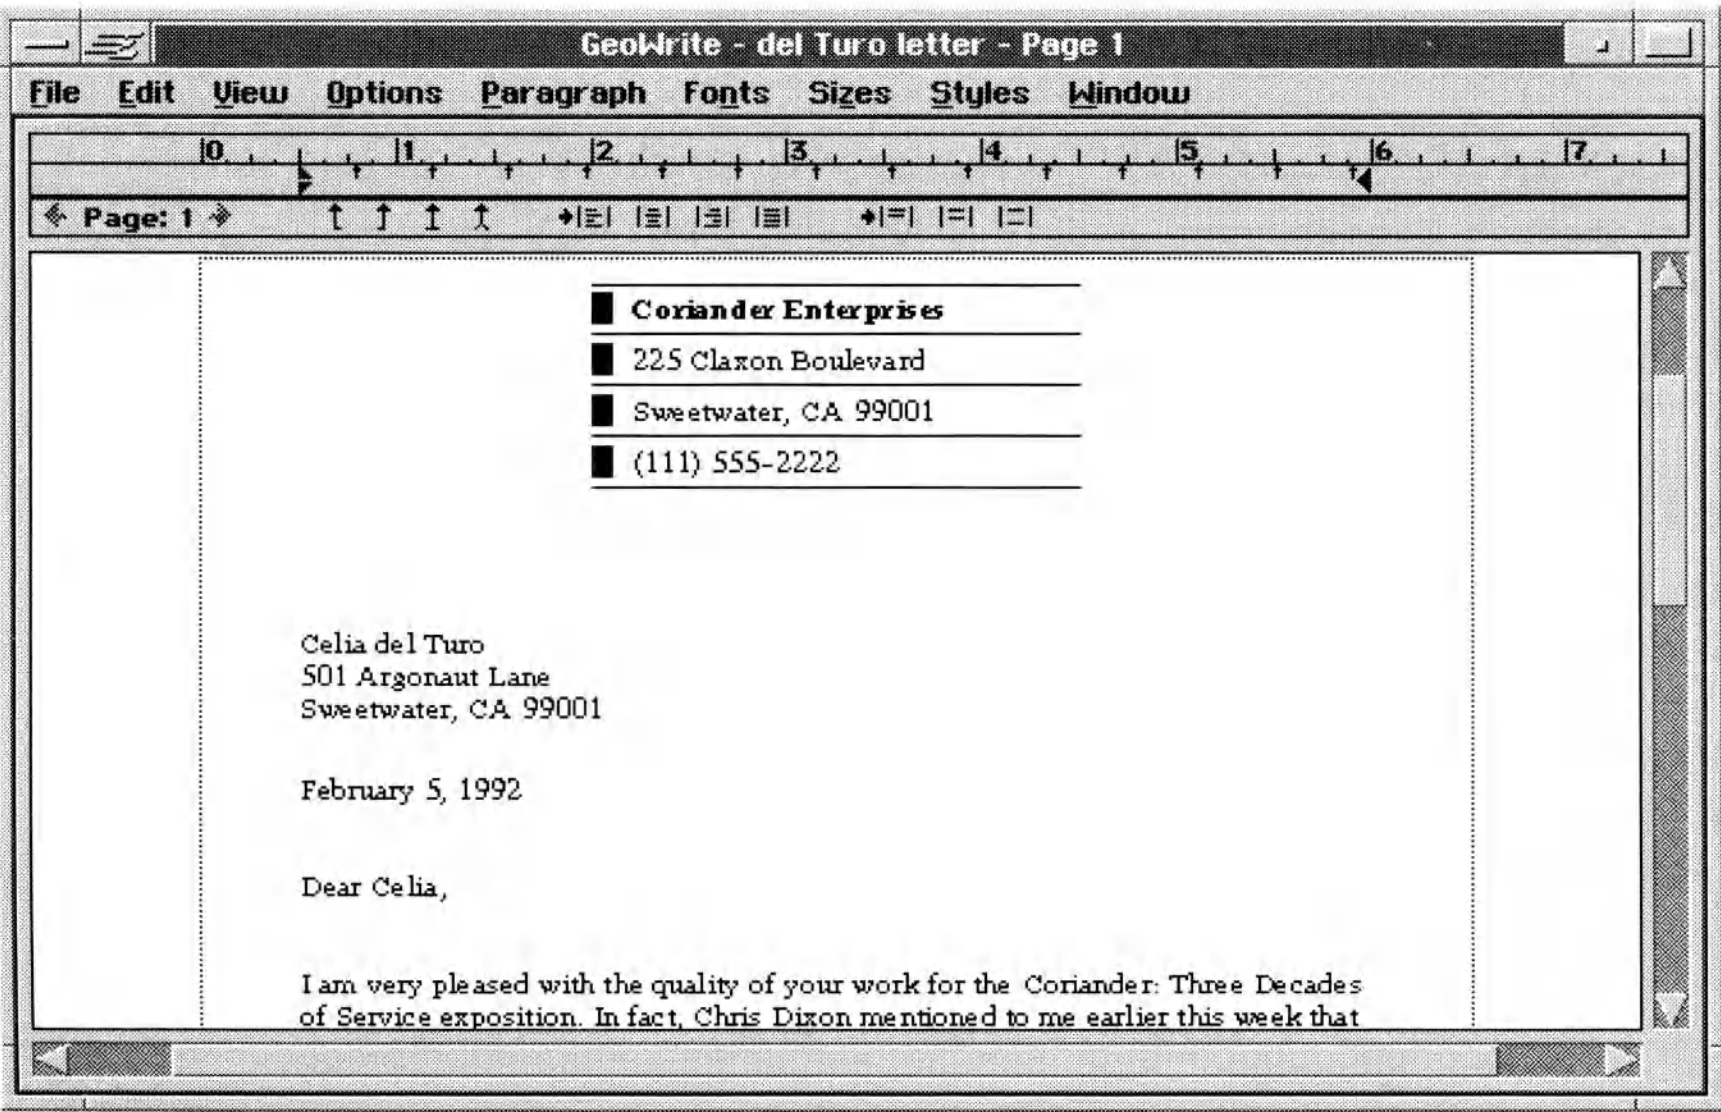 GeoWrite - del Turo letter - Page 1
File Edit View Options Paragraph Fonts Sizes Styles Window
0 1 2 3 4 5 6 7
Page: 1
Coriander Enterprises
225 Claxon Boulevard
Sweetwater, CA 99001
(111) 555-2222
Celia del Turo
501 Argonaut Lane
Sweetwater, CA 99001
February 5, 1992
Dear Celia,
I am very pleased with the quality of your work for the Coriander: Three Decades
of Service exposition. In fact, Chris Dixon mentioned to me earlier this week that